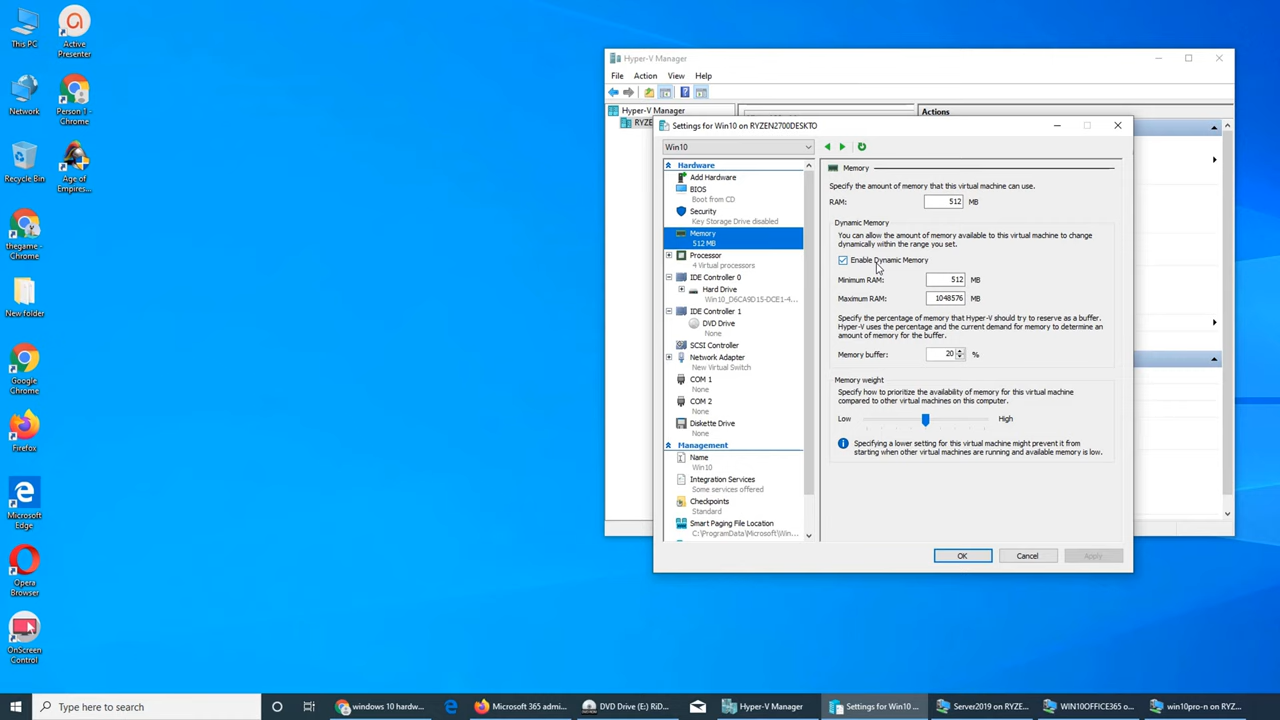 This PC
Active
Presenter
Network
Person 1 -
Chrome
Recycle Bin
Age of
Empires...
thegame -
Chrome
New folder
Google
Chrome
Firefox
Microsoft
Edge
Opera
Browser
OnScreen
Control
Hyper-V Manager
File Action View Help
Hyper-V Manager
RYZE
Actions
Settings for Win10 on RYZEN2700DESKTO
Win10
Hardware
Add Hardware
BIOS
Boot from CD
Security
Key Storage Drive disabled
Memory
512 MB
Processor
4 Virtual processors
IDE Controller 0
Hard Drive
Win10_D6CA9D15-DCE1-4...
IDE Controller 1
DVD Drive
None
SCSI Controller
Network Adapter
New Virtual Switch
COM 1
None
COM 2
None
Diskette Drive
None
Management
Name
Win10
Integration Services
Some services offered
Checkpoints
Standard
Smart Paging File Location
C:\ProgramData\Microsoft\Win...
Memory
Specify the amount of memory that this virtual machine can use.
RAM: 512 MB
Dynamic Memory
You can allow the amount of memory available to this virtual machine to change
dynamically within the range you set.
Enable Dynamic Memory
Minimum RAM: 512 MB
Maximum RAM: 1048576 MB
Specify the percentage of memory that Hyper-V should try to reserve as a buffer.
Hyper-V uses the percentage and the current demand for memory to determine an
amount of memory for the buffer.
Memory buffer: 20 %
Memory weight
Specify how to prioritize the availability of memory for this virtual machine
compared to other virtual machines on this computer.
Low High
Specifying a lower setting for this virtual machine might prevent it from
starting when other virtual machines are running and available memory is low.
OK Cancel Apply
Type here to search
windows 10 hardw...
Microsoft 365 admi...
DVD Drive (E:) RiD...
Hyper-V Manager
Settings for Win10 ...
Server2019 on RYZE...
WIN10OFFICE365 o...
win10pro-n on RYZ...